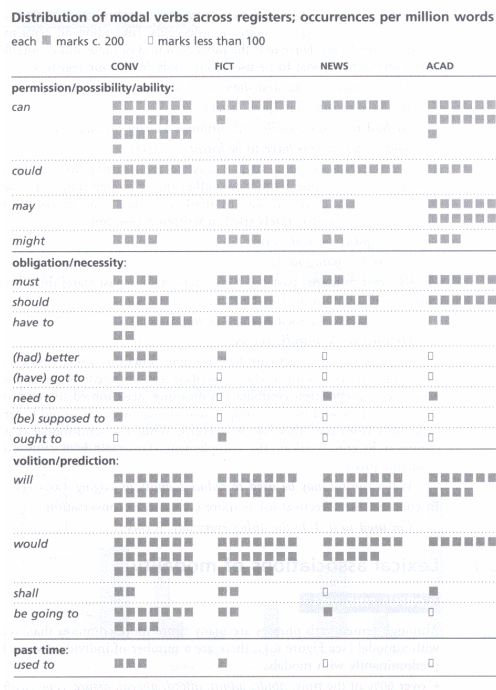 Distribution of modal verbs across registers; occurrences per million words
each ■ marks c. 200 ▯ marks less than 100
CONV FICT NEWS ACAD
permission/possibility/ability:
can
could
may
might
obligation/necessity:
must
should
have to
(had) better
(have) got to
need to
(be) supposed to
ought to
volition/prediction:
will
would
shall
be going to
past time:
used to